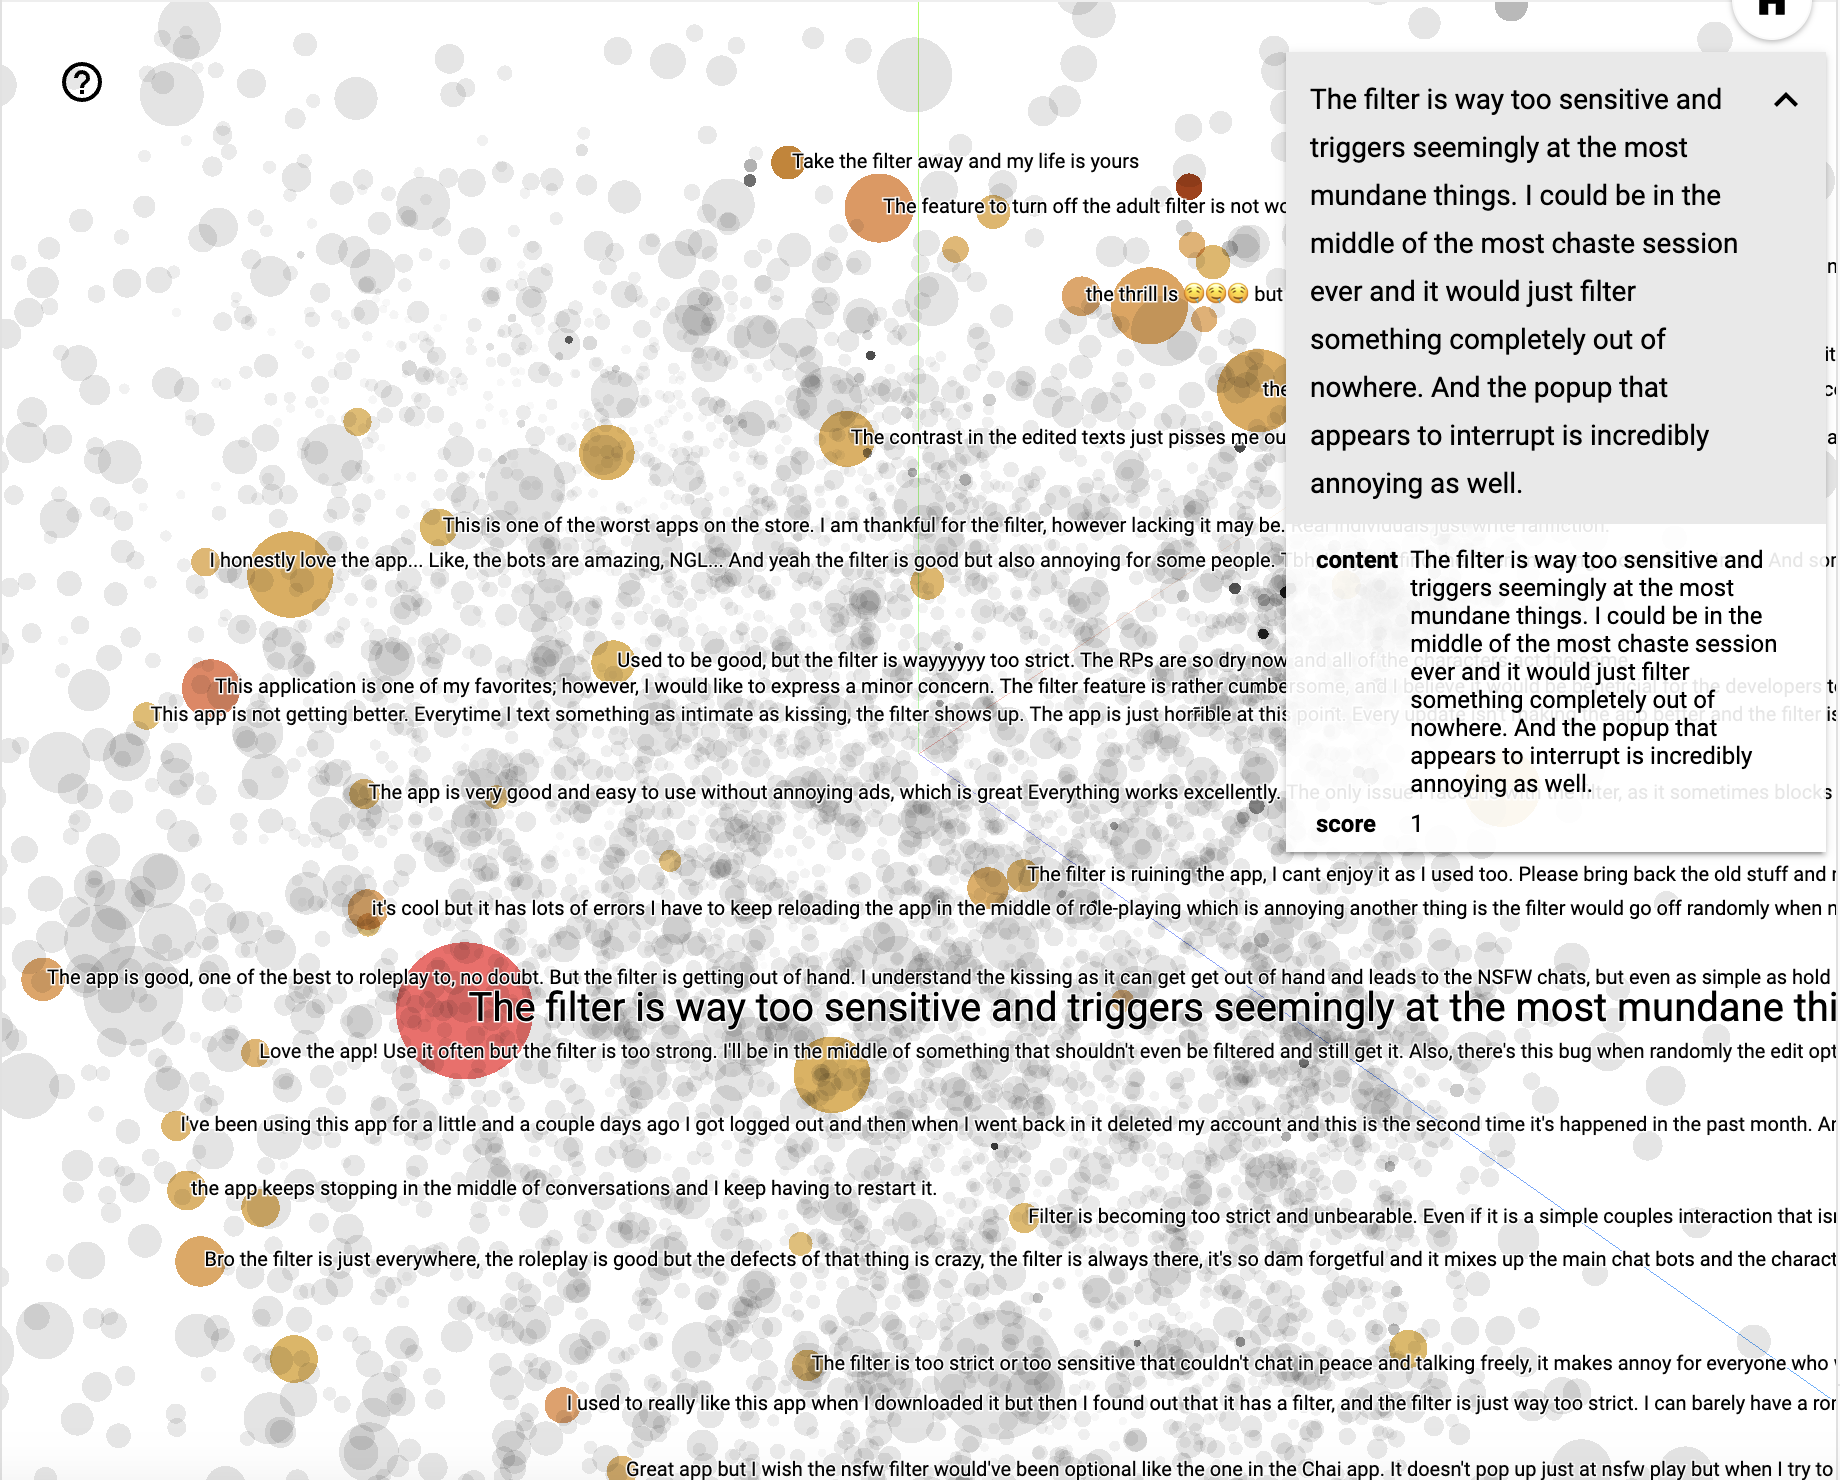 The filter is way too sensitive and
triggers seemingly at the most
mundane things. I could be in the
middle of the most chaste session
ever and it would just filter
something completely out of
nowhere. And the popup that
appears to interrupt is incredibly
annoying as well.
content The filter is way too sensitive and
triggers seemingly at the most
mundane things. I could be in the
middle of the most chaste session
ever and it would just filter
something completely out of
nowhere. And the popup that
appears to interrupt is incredibly
annoying as well.
score 1
Take the filter away and my life is yours
The feature to turn off the adult filter is not
the thrill Is 🤤🤤🤤 but
the
The contrast in the edited texts just pisses me
This is one of the worst apps on the store. I am thankful for the filter, however lacking it may be. Real individuals just write fanfiction.
I honestly love the app... Like, the bots are amazing, NGL... And yeah the filter is good but also annoying for some people.
Used to be good, but the filter is wayyyyyy too strict. The RPs are so dry now and all of the characters act the same.
This application is one of my favorites; however, I would like to express a minor concern. The filter feature is rather cumbersome, and I believe it would be beneficial for the developers
This app is not getting better. Everytime I text something as intimate as kissing, the filter shows up. The app is just horrible at this point. Every update isn't making the app better and the filter
The app is very good and easy to use without annoying ads, which is great Everything works excellently. The only issue I faced is with the filter, as it sometimes blocks
The filter is ruining the app, I cant enjoy it as I used too. Please bring back the old stuff and
it's cool but it has lots of errors I have to keep reloading the app in the middle of role-playing which is annoying another thing is the filter would go off randomly when
The app is good, one of the best to roleplay to, no doubt. But the filter is getting out of hand. I understand the kissing as it can get get out of hand and leads to the NSFW chats, but even as simple as hold
The filter is way too sensitive and triggers seemingly at the most mundane thi
Love the app! Use it often but the filter is too strong. I'll be in the middle of something that shouldn't even be filtered and still get it. Also, there's this bug when randomly the edit opt
I've been using this app for a little and a couple days ago I got logged out and then when I went back in it deleted my account and this is the second time it's happened in the past month.
the app keeps stopping in the middle of conversations and I keep having to restart it.
Filter is becoming too strict and unbearable. Even if it is a simple couples interaction that
Bro the filter is just everywhere, the roleplay is good but the defects of that thing is crazy, the filter is always there, it's so dam forgetful and it mixes up the main chat bots and the charact
The filter is too strict or too sensitive that couldn't chat in peace and talking freely, it makes annoy for everyone who
I used to really like this app when I downloaded it but then I found out that it has a filter, and the filter is just way too strict. I can barely have a
Great app but I wish the nsfw filter would've been optional like the one in the Chai app. It doesn't pop up just at nsfw play but when I try to